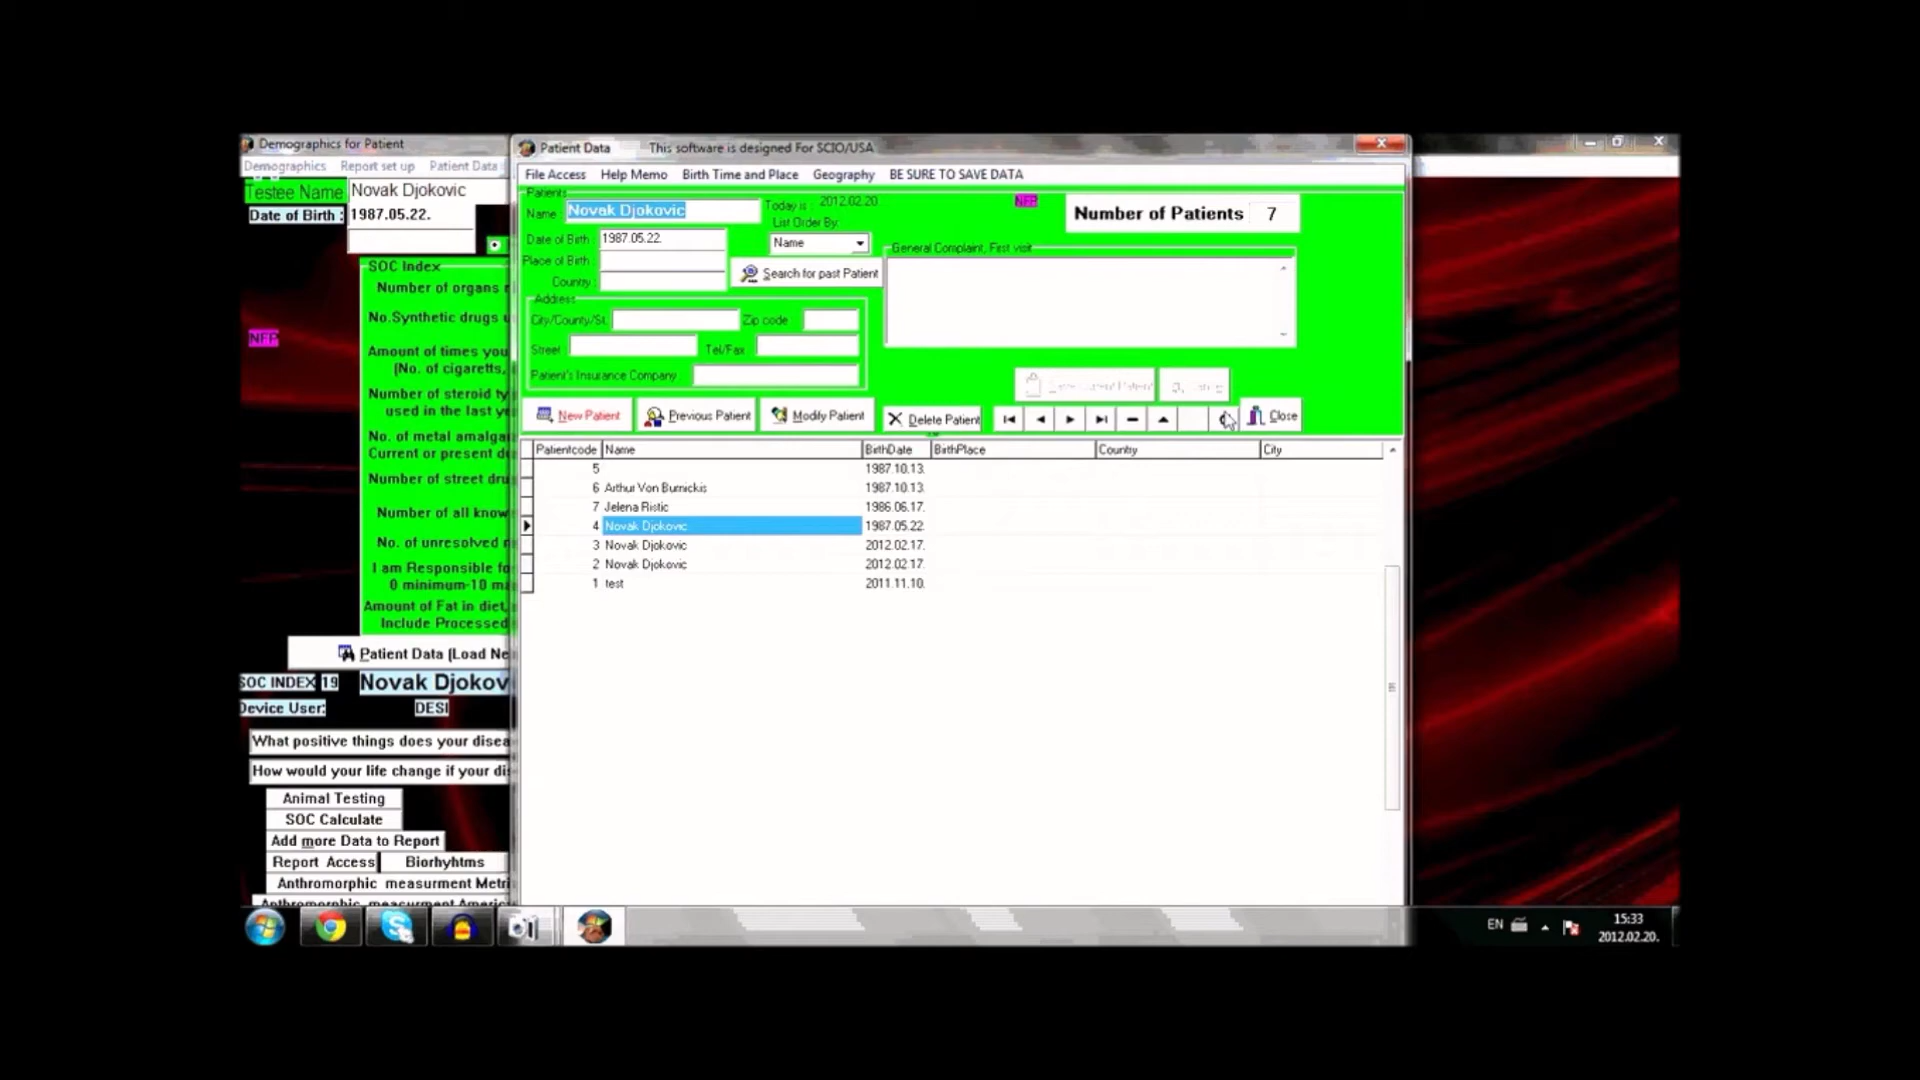 Demographics for Patient
Demographics Report set up Patient Data
Testee Name Novak Djokovic
Date of Birth : 1987.05.22.
SOC Index
Number of organs
No.Synthetic drugs
NFP
Amount of times you
(No. of cigaretts,
Number of steroid ty
used in the last ye
No. of metal amalga
Current or present d
Number of street dru
Number of all know
No. of unresolved
I am Responsible fo
0 minimum-10 ma
Amount of Fat in diet,
Include Processed
Patient Data (Load Ne
SOC INDEX 19 Novak Djokov
Device User: DESI
What positive things does your disea
How would your life change if your dis
Animal Testing
SOC Calculate
Add more Data to Report
Report Access Biorhyhtms
Anthromorphic measurment Metri
Anthromorphic measurment Americ
Patient Data This software is designed For SCIO/USA
File Access Help Memo Birth Time and Place Geography BE SURE TO SAVE DATA
Patients
Name : Novak Djokovic
Today is : 2012.02.20
NFP
Number of Patients 7
List Order By:
Date of Birth : 1987.05.22.
Name
General Complaint, First visit
Place of Birth :
Search for past Patient
Country :
Address
City/County/St. Zip code
Street Tel/Fax
Patient's Insurance Company
New Patient Previous Patient Modify Patient Delete Patient Close
Patientcode Name BirthDate BirthPlace Country City
5 1987.10.13.
6 Arthur Von Burnickis 1987.10.13.
7 Jelena Ristic 1986.06.17.
4 Novak Djokovic 1987.05.22.
3 Novak Djokovic 2012.02.17.
2 Novak Djokovic 2012.02.17.
1 test 2011.11.10.
EN 15:33
2012.02.20.